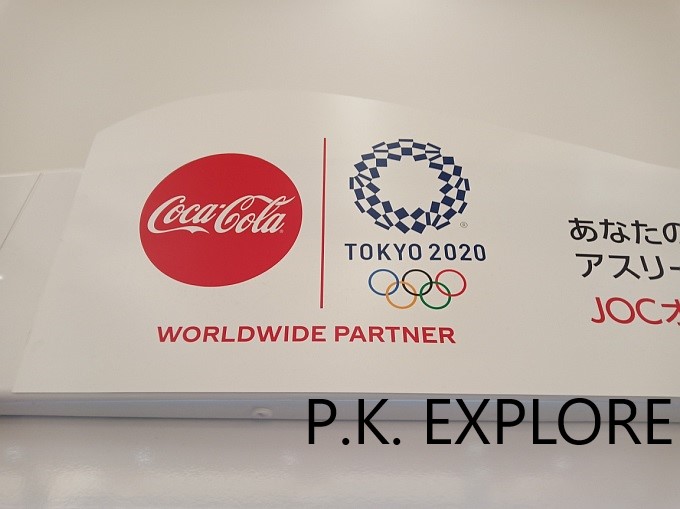 Coca-Cola
TOKYO 2020
WORLDWIDE PARTNER
あなたの
アスリー
JOC
P.K. EXPLORE